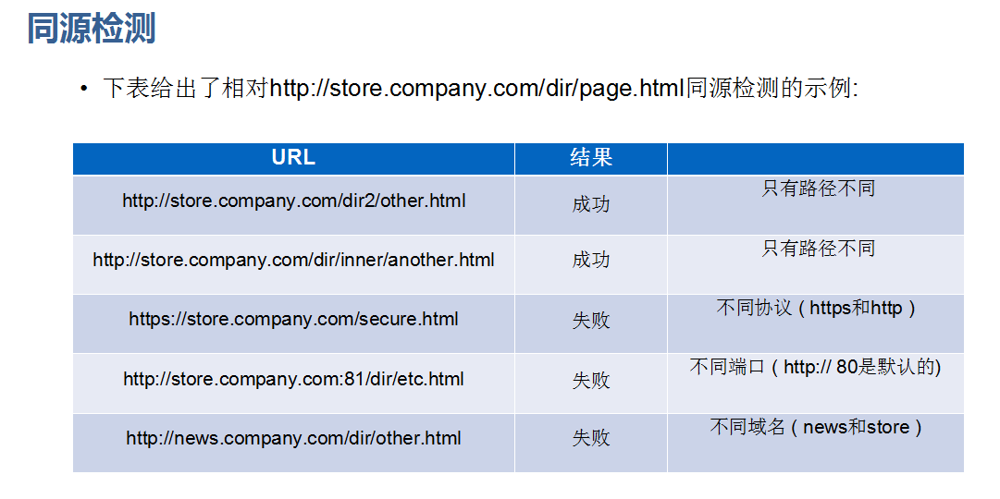 同源检测
• 下表给出了相对http://store.company.com/dir/page.html同源检测的示例:
URL 结果
http://store.company.com/dir2/other.html 成功 只有路径不同
http://store.company.com/dir/inner/another.html 成功 只有路径不同
https://store.company.com/secure.html 失败 不同协议 ( https和http )
http://store.company.com:81/dir/etc.html 失败 不同端口 ( http:// 80是默认的)
http://news.company.com/dir/other.html 失败 不同域名 ( news和store )